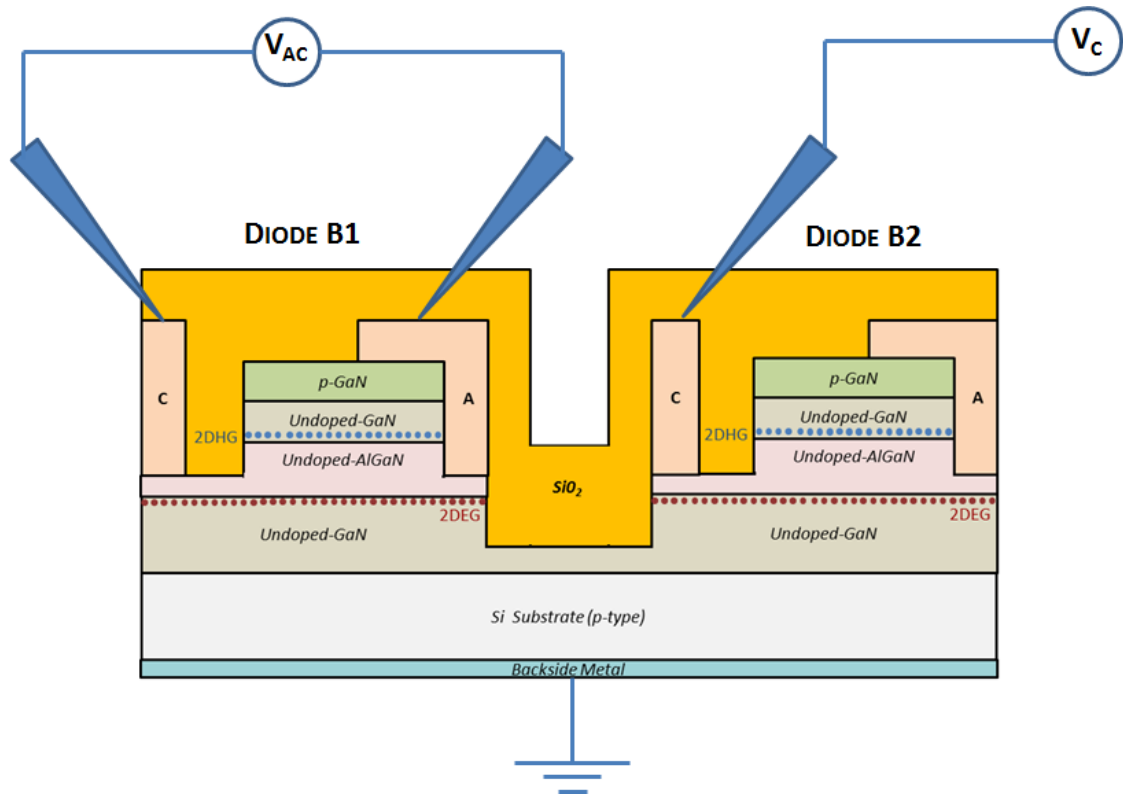 VAC
VC
DIODE B1
DIODE B2
p-GaN
p-GaN
C
A
C
A
Undoped-GaN
Undoped-GaN
2DHG
2DHG
Undoped-AlGaN
Undoped-AlGaN
SiO2
2DEG
2DEG
Undoped-GaN
Undoped-GaN
Si Substrate (p-type)
Backside Metal